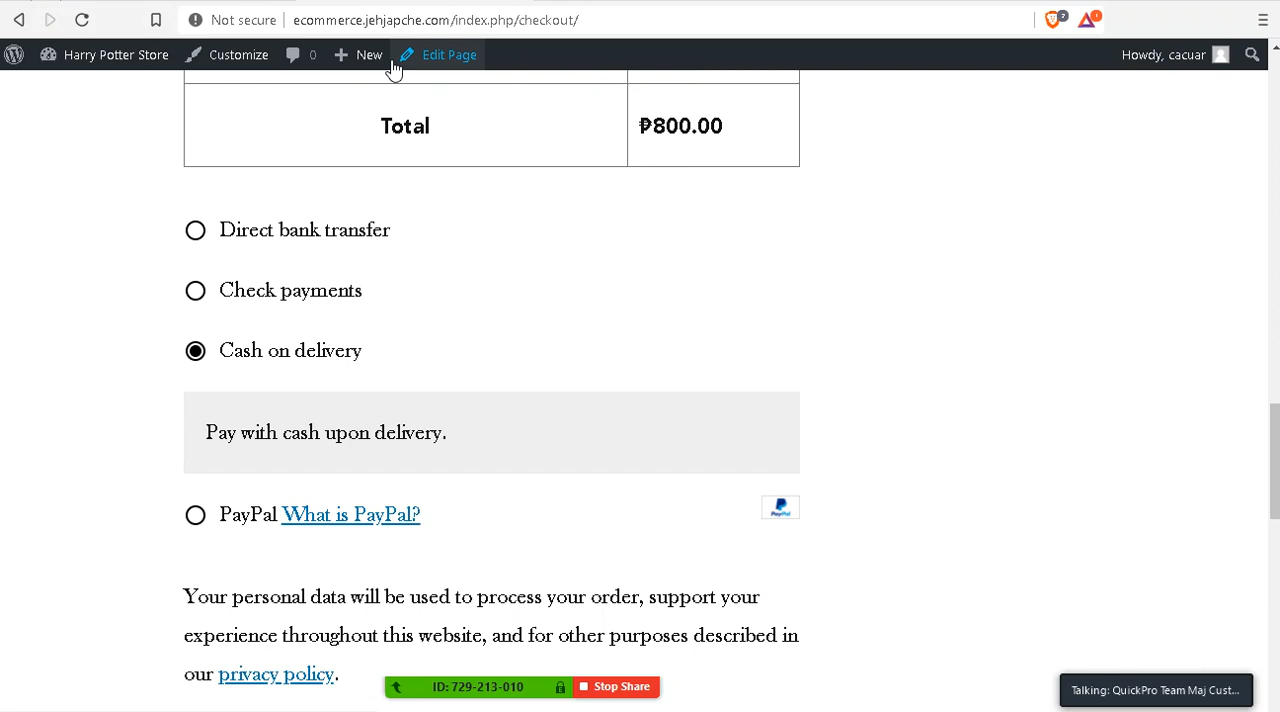 Not secure ecommerce.jehjapche.com/index.php/checkout/ 2 1
Harry Potter Store Customize 0 New Edit Page Howdy, cacuar
Total ₱800.00
Direct bank transfer
Check payments
Cash on delivery
Pay with cash upon delivery.
PayPal What is PayPal? PayPal
Your personal data will be used to process your order, support your
experience throughout this website, and for other purposes described in
our privacy policy.
ID: 729-213-010 Stop Share
Talking: QuickPro Team Maj Cust...